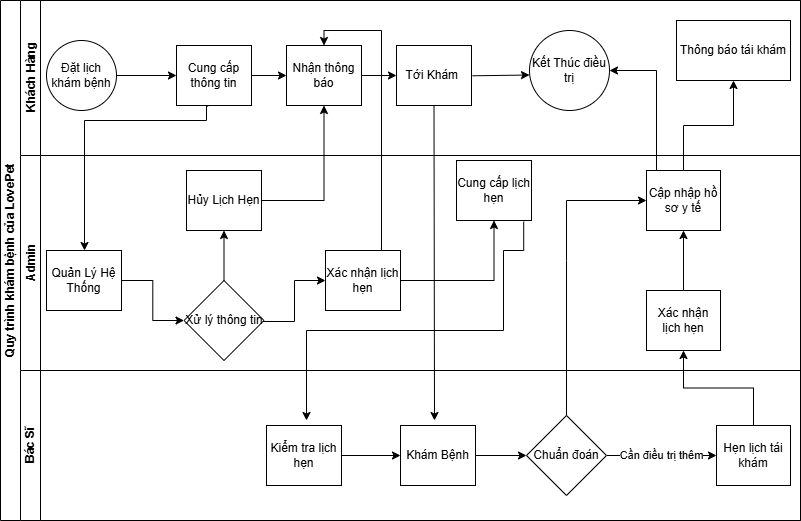 Quy trình khám bệnh của LovePet
Khách Hàng
Đặt lịch
khám bệnh
Cung cấp
thông tin
Nhận thông
báo
Tới Khám
Kết Thúc điều
trị
Thông báo tái khám
Admin
Quản Lý Hệ
Thống
Hủy Lịch Hẹn
Xử lý thông tin
Xác nhận lịch
hẹn
Cung cấp lịch
hẹn
Cập nhập hồ
sơ y tế
Xác nhận
lịch hẹn
Bác Sĩ
Kiểm tra lịch
hẹn
Khám Bệnh
Chuẩn đoán
Cần điều trị thêm
Hẹn lịch tái
khám